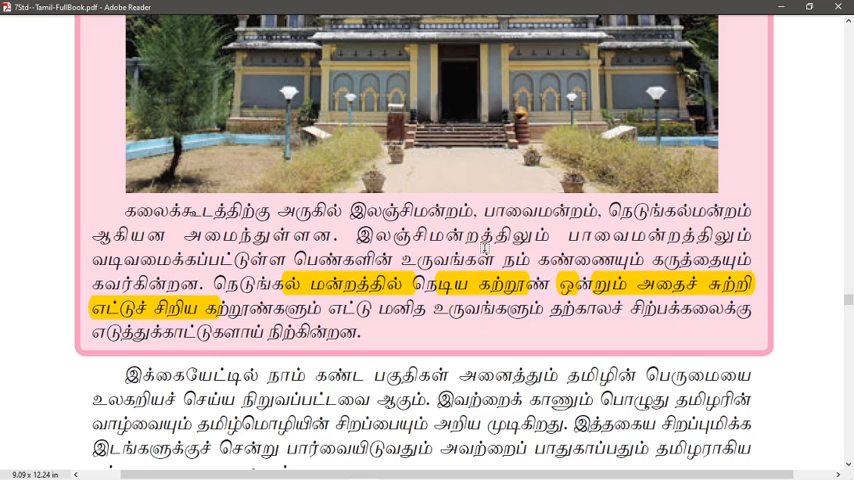 7Std--Tamil-FullBook.pdf - Adobe Reader
கலைக்கூடத்திற்கு அருகில் இலஞ்சிமன்றம், பாவைமன்றம், நெடுங்கல்மன்றம்
ஆகியன அமைந்துள்ளன. இலஞ்சிமன்றத்திலும் பாவைமன்றத்திலும்
வடிவமைக்கப்பட்டுள்ள பெண்களின் உருவங்கள் நம் கண்ணையும் கருத்தையும்
கவர்கின்றன. நெடுங்கல் மன்றத்தில் நெடிய கற்றூண் ஒன்றும் அதைச் சுற்றி
எட்டுச் சிறிய கற்றூண்களும் எட்டு மனித உருவங்களும் தற்காலச் சிற்பக்கலைக்கு
எடுத்துக்காட்டுகளாய் நிற்கின்றன.
இக்கையேட்டில் நாம் கண்ட பகுதிகள் அனைத்தும் தமிழின் பெருமையை
உலகறியச் செய்ய நிறுவப்பட்டவை ஆகும். இவற்றைக் காணும் பொழுது தமிழரின்
வாழ்வையும் தமிழ்மொழியின் சிறப்பையும் அறிய முடிகிறது. இத்தகைய சிறப்புமிக்க
இடங்களுக்குச் சென்று பார்வையிடுவதும் அவற்றைப் பாதுகாப்பதும் தமிழராகிய
9.09 x 12.24 in